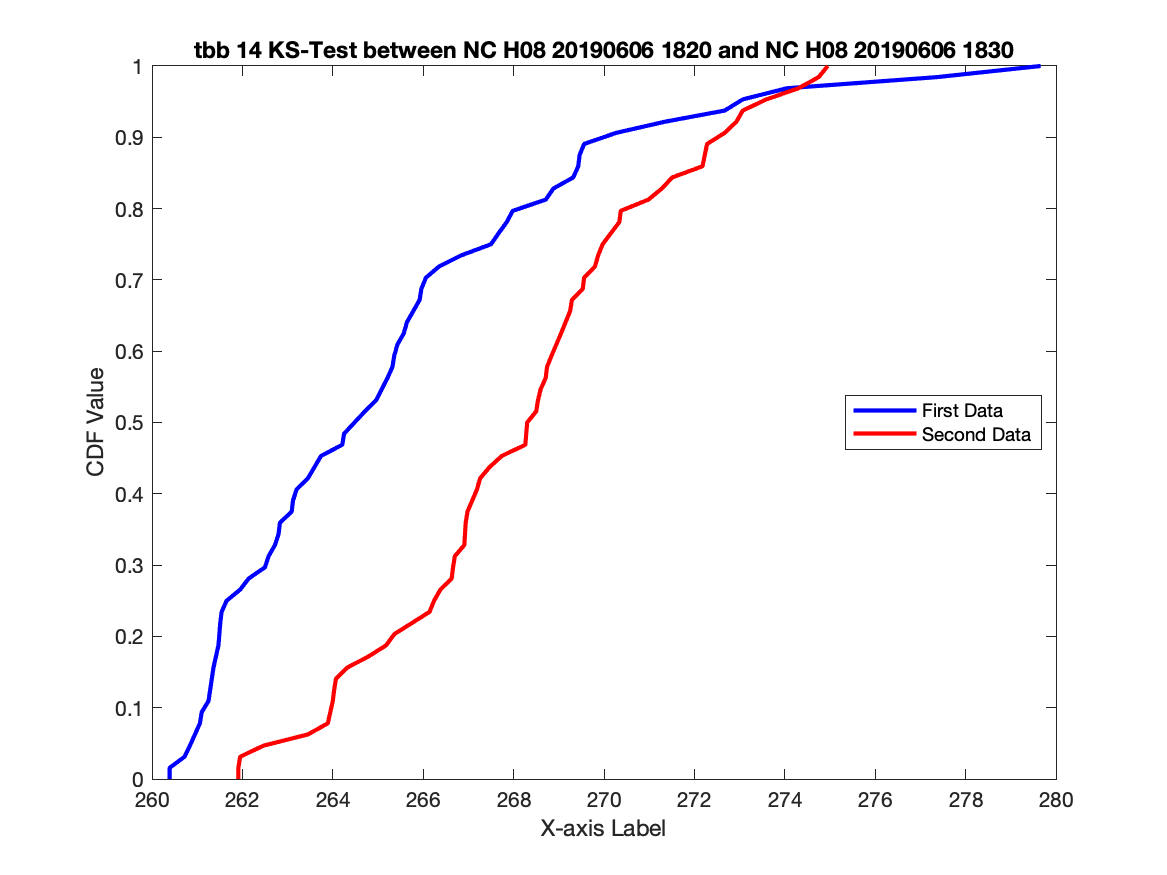 tbb 14 KS-Test between NC H08 20190606 1820 and NC H08 20190606 1830
1
0.9
0.8
0.7
0.6
0.5
0.4
0.3
0.2
0.1
0
CDF Value
First Data
Second Data
260 262 264 266 268 270 272 274 276 278 280
X-axis Label